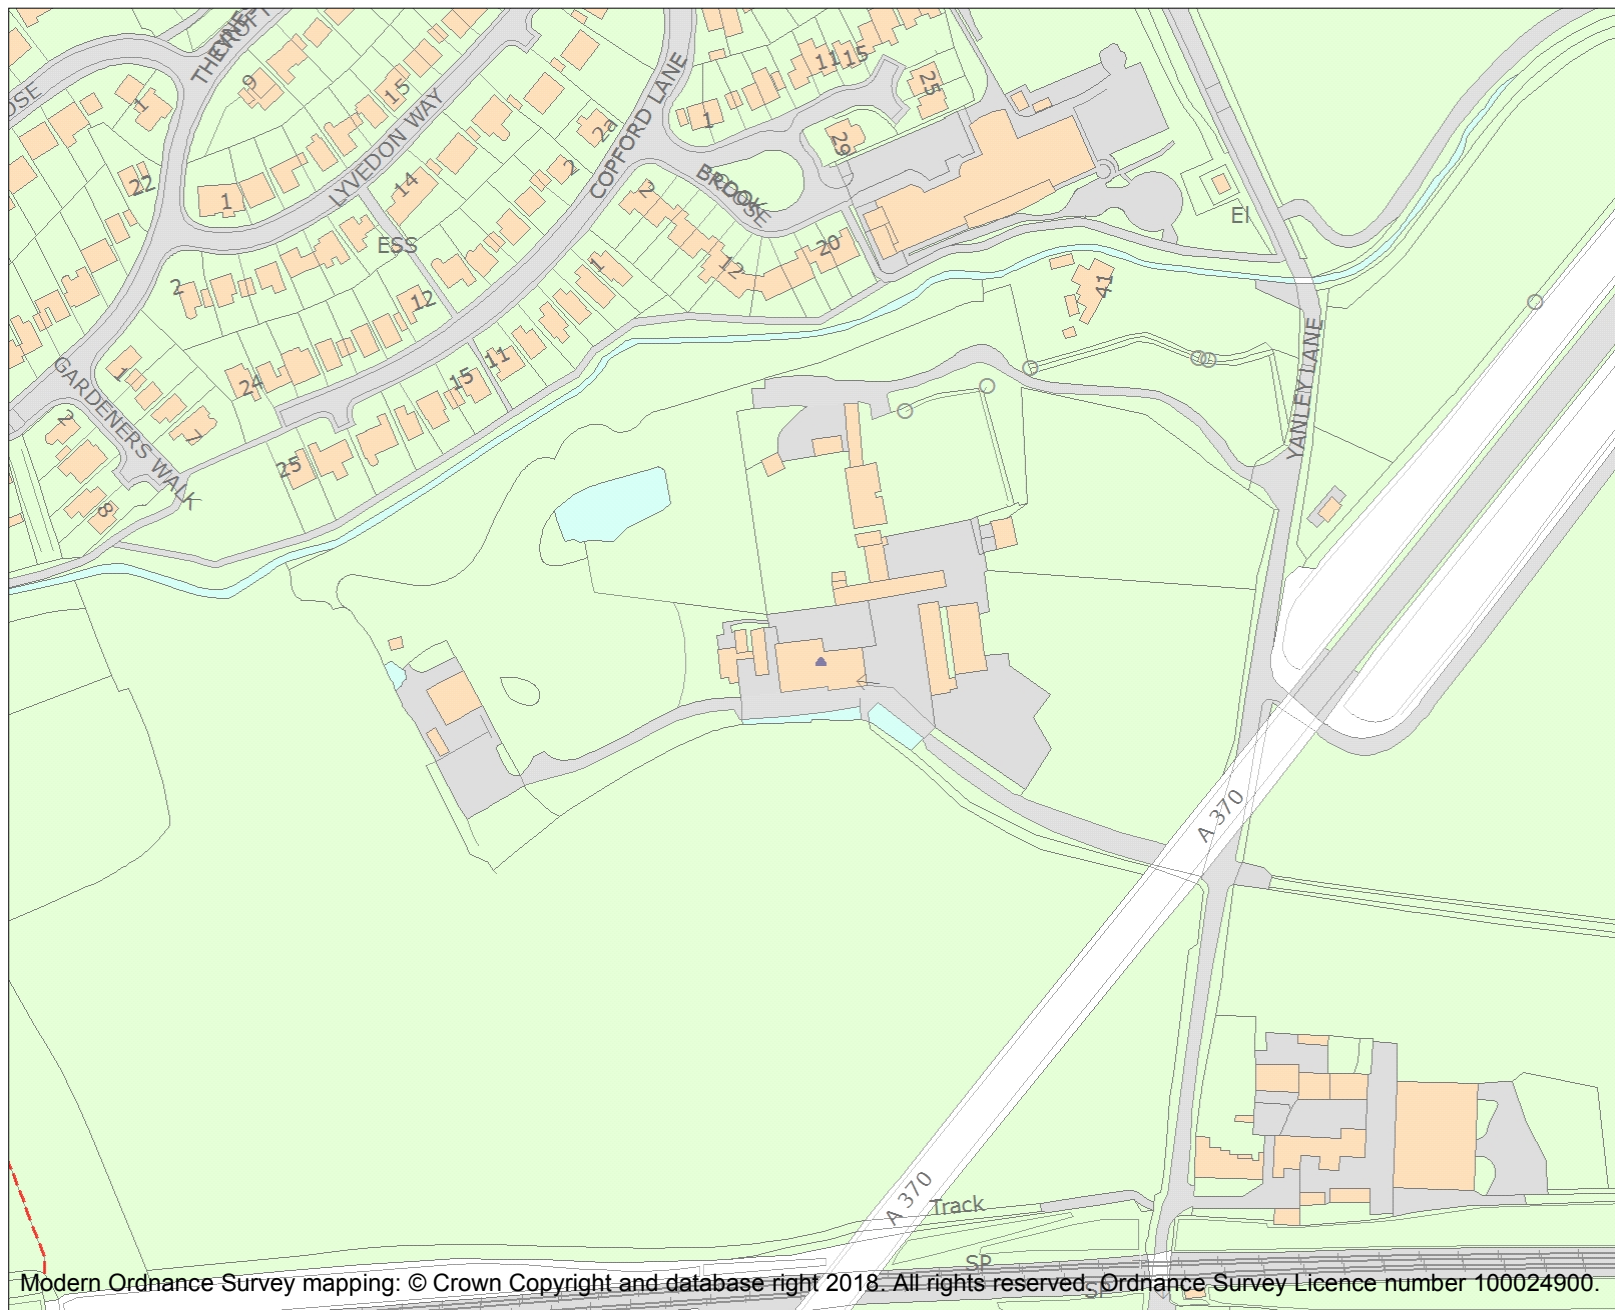 THEYNES CROFT
OSE
9
15
LYVEDON WAY
1
22
1
14
2a
2
COPFORD LANE
1
11
15
25
29
BROOK
CLOSE
2
12
20
El
ESS
2
12
1
41
YANLEY LANE
GARDENERS WALK
1
2
7
8
24
25
15
11
A 370
A 370
Track
SP
SP
Modern Ordnance Survey mapping: © Crown Copyright and database right 2018. All rights reserved. Ordnance Survey Licence number 100024900.